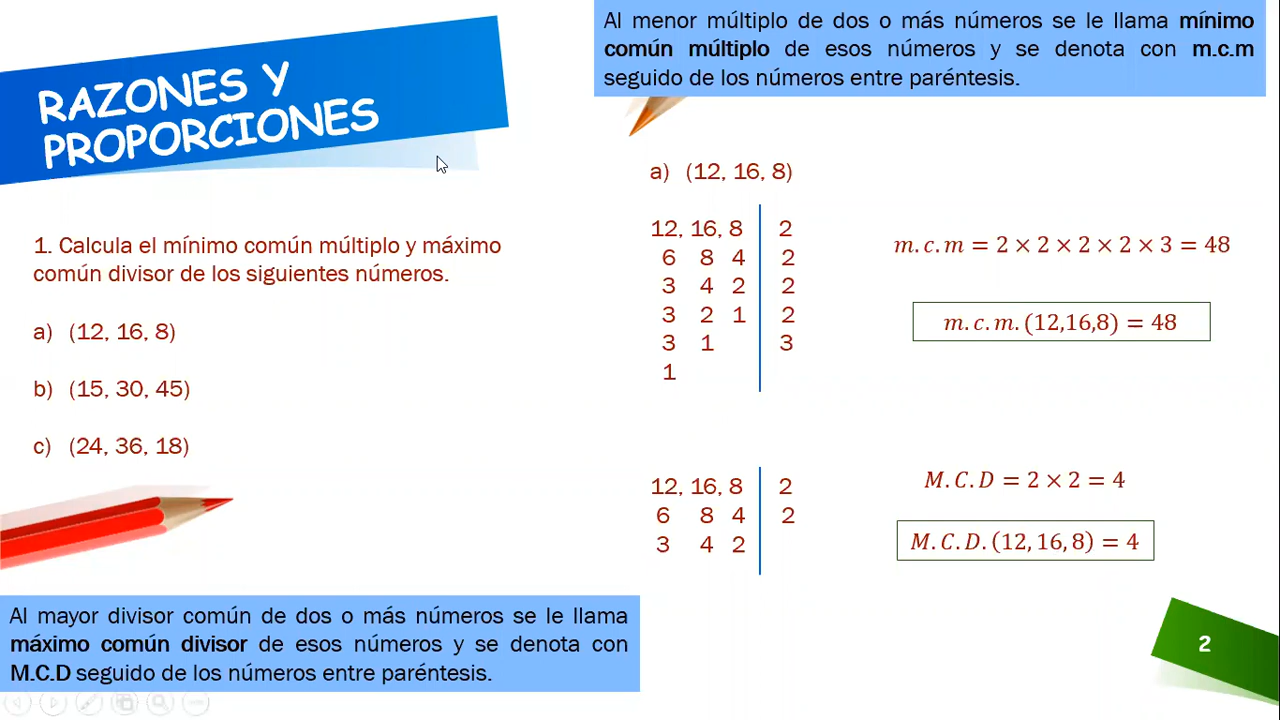 RAZONES Y
PROPORCIONES
1. Calcula el mínimo común múltiplo y máximo
común divisor de los siguientes números.
a) (12, 16, 8)
b) (15, 30, 45)
c) (24, 36, 18)
Al mayor divisor común de dos o más números se le llama
máximo común divisor de esos números y se denota con
M.C.D seguido de los números entre paréntesis.
Al menor múltiplo de dos o más números se le llama mínimo
común múltiplo de esos números y se denota con m.c.m
seguido de los números entre paréntesis.
a) (12, 16, 8)
12, 16, 8 2
6 8 4 2
3 4 2 2
3 2 1 2
3 1 3
1
m.c.m = 2 × 2 × 2 × 2 × 3 = 48
m.c.m.(12,16,8) = 48
12, 16, 8 2
6 8 4 2
3 4 2
M.C.D = 2 × 2 = 4
M.C.D.(12,16,8) = 4
2